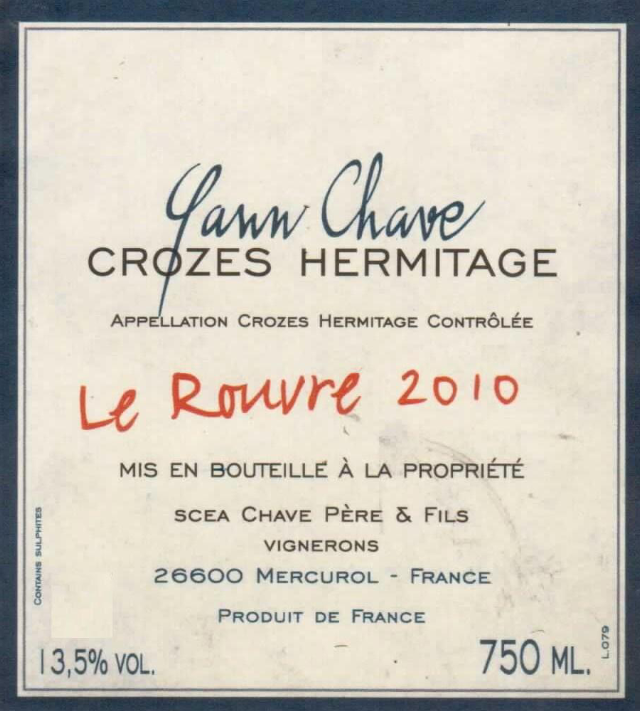 Yann Chave
CROZES HERMITAGE
APPELLATION CROZES HERMITAGE CONTRÔLÉE
Le Rouvre 2010
MIS EN BOUTEILLE À LA PROPRIÉTÉ
SCEA CHAVE PÈRE & FILS
VIGNERONS
26600 MERCUROL - FRANCE
PRODUIT DE FRANCE
CONTAINS SULPHITES
13,5% VOL.
750 ML.
L.079